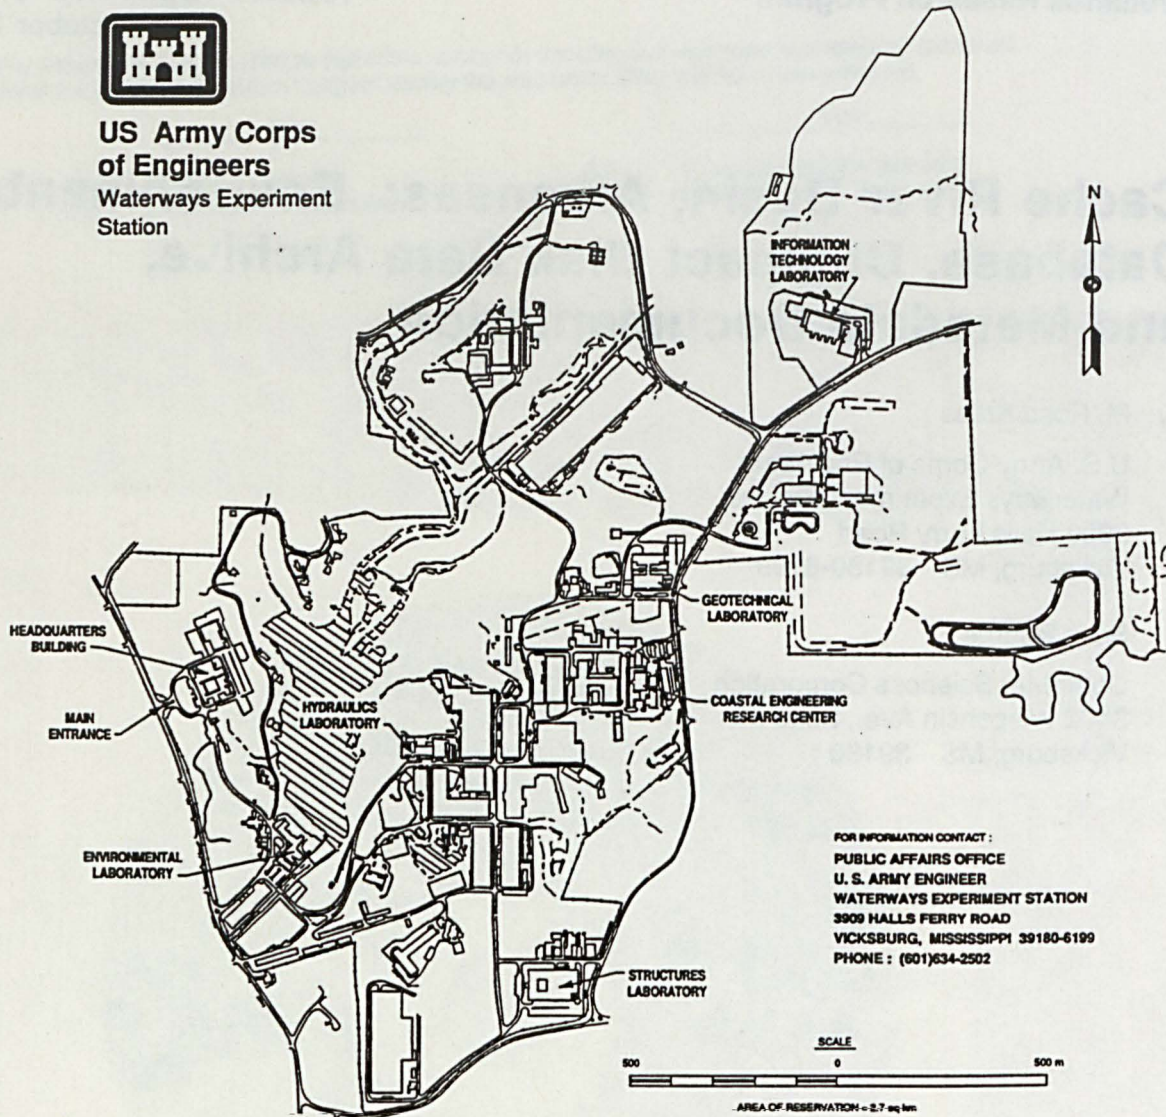 US Army Corps
of Engineers
Waterways Experiment
Station
N
INFORMATION
TECHNOLOGY
LABORATORY
GEOTECHNICAL
LABORATORY
HEADQUARTERS
BUILDING
HYDRAULICS
LABORATORY
COASTAL ENGINEERING
RESEARCH CENTER
MAIN
ENTRANCE
ENVIRONMENTAL
LABORATORY
FOR INFORMATION CONTACT :
PUBLIC AFFAIRS OFFICE
U. S. ARMY ENGINEER
WATERWAYS EXPERIMENT STATION
3909 HALLS FERRY ROAD
VICKSBURG, MISSISSIPPI 39180-6199
PHONE : (601)634-2502
STRUCTURES
LABORATORY
SCALE
500 0 500 m
AREA OF RESERVATION = 2.7 sq km